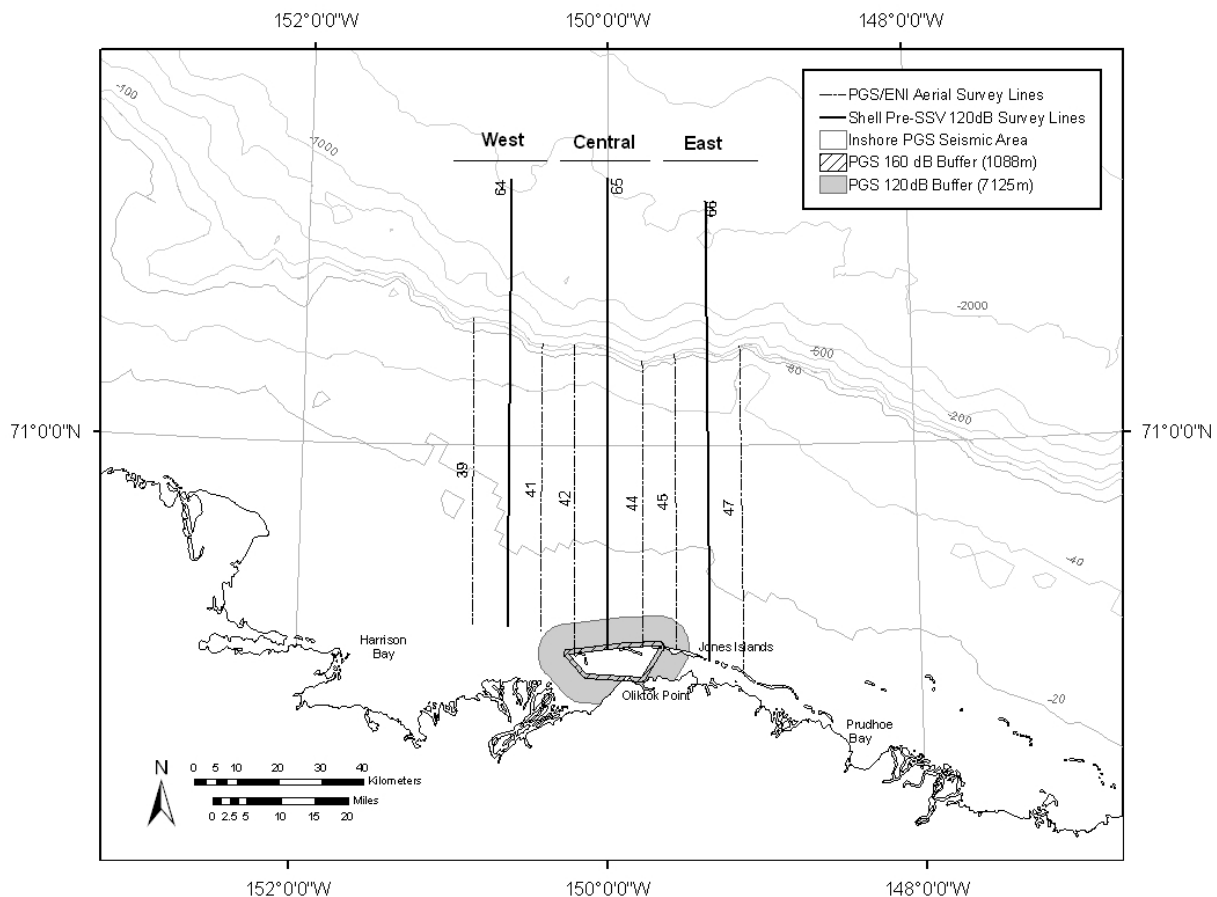 152°0'0"W 150°0'0"W 148°0'0"W
-100
-1000
PGS/ENI Aerial Survey Lines
Shell Pre-SSV 120dB Survey Lines
Inshore PGS Seismic Area
PGS 160 dB Buffer (1088m)
PGS 120dB Buffer (7125m)
West Central East
64 65 66
-2000
-600
-80
-200
71°0'0"N 71°0'0"N
39 41 42 44 45 47
-40
Harrison
Bay
Jones Islands
Oliktok Point
-20
Prudhoe
Bay
N
0 5 10 20 30 40
Kilometers
Miles
0 2.5 5 10 15 20
152°0'0"W 150°0'0"W 148°0'0"W